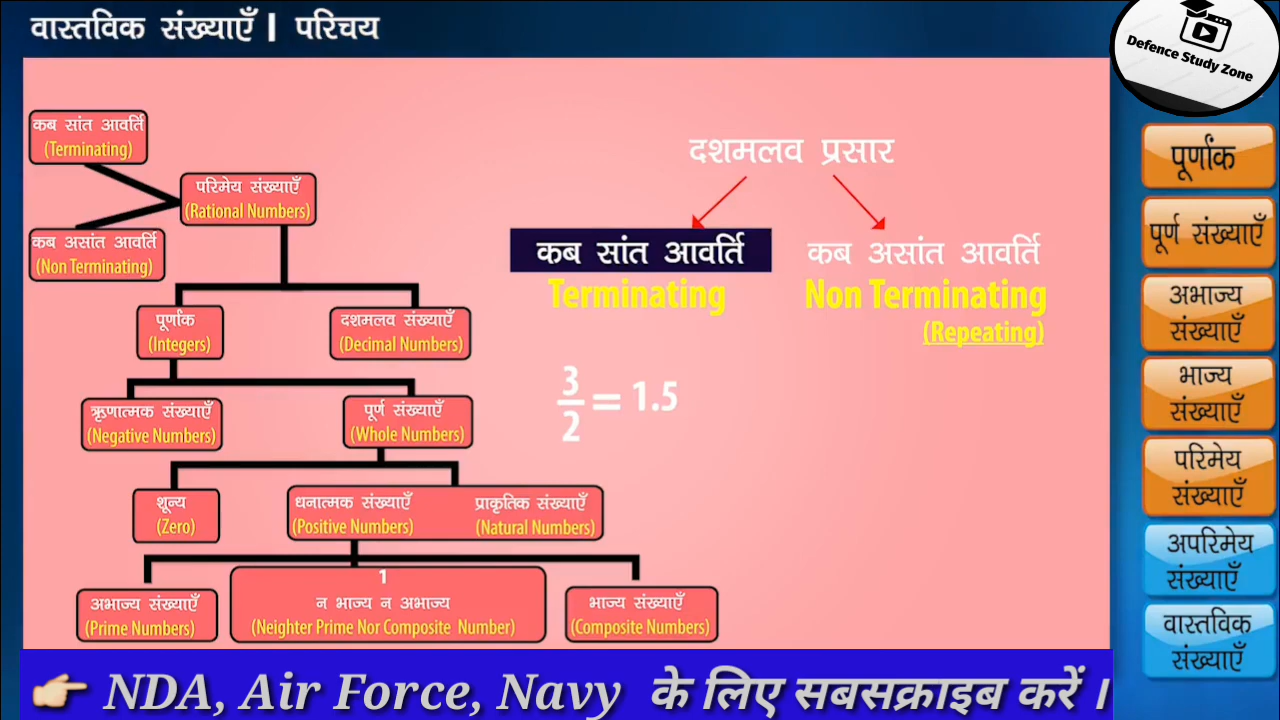 वास्तविक संख्याएँ | परिचय
Defence Study Zone
कब सांत आवर्ति
(Terminating)
परिमेय संख्याएँ
(Rational Numbers)
कब असांत आवर्ति
(Non Terminating)
पूर्णांक
(Integers)
दशमलव संख्याएँ
(Decimal Numbers)
ऋणात्मक संख्याएँ
(Negative Numbers)
पूर्ण संख्याएँ
(Whole Numbers)
शून्य
(Zero)
धनात्मक संख्याएँ
(Positive Numbers)
प्राकृतिक संख्याएँ
(Natural Numbers)
अभाज्य संख्याएँ
(Prime Numbers)
1
न भाज्य न अभाज्य
(Neighter Prime Nor Composite Number)
भाज्य संख्याएँ
(Composite Numbers)
दशमलव प्रसार
कब सांत आवर्ति
Terminating
कब असांत आवर्ति
Non Terminating
(Repeating)
3/2 = 1.5
पूर्णांक
पूर्ण संख्याएँ
अभाज्य
संख्याएँ
भाज्य
संख्याएँ
परिमेय
संख्याएँ
अपरिमेय
संख्याएँ
वास्तविक
संख्याएँ
👉 NDA, Air Force, Navy के लिए सबसक्राइब करें।